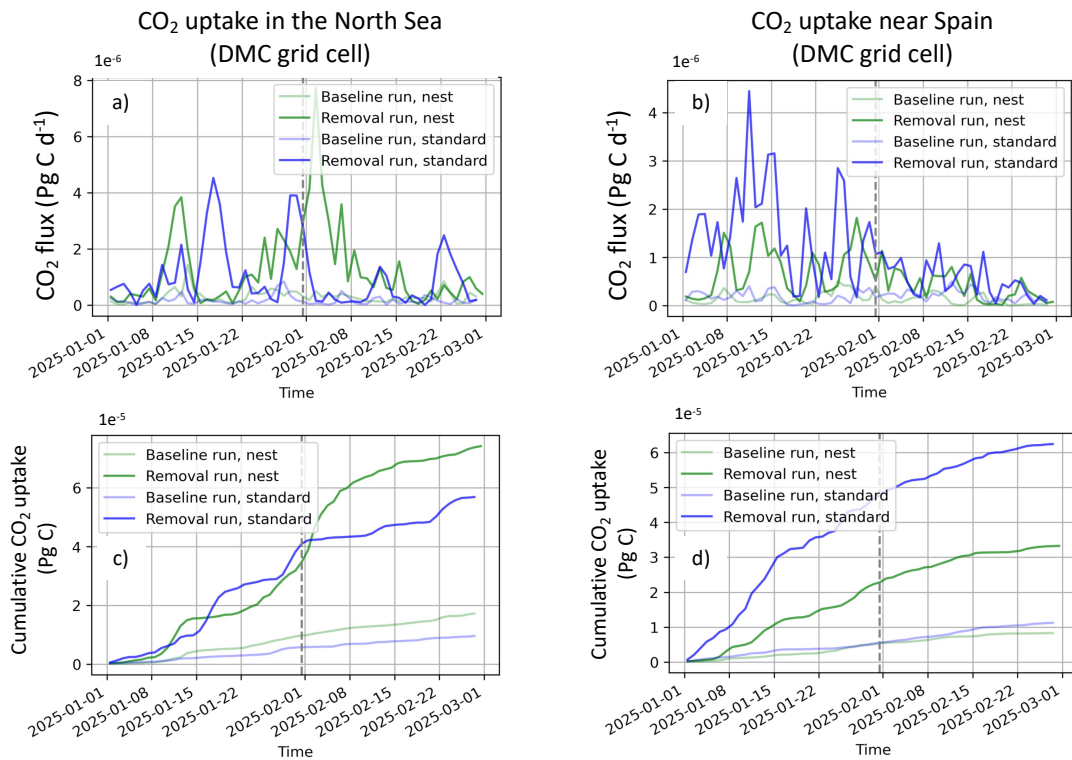 CO₂ uptake in the North Sea
(DMC grid cell)
CO₂ uptake near Spain
(DMC grid cell)
1e⁻⁶
a)
Baseline run, nest
Removal run, nest
Baseline run, standard
Removal run, standard
8
6
4
2
0
CO₂ flux (Pg C d⁻¹)
2025-01-01
2025-01-08
2025-01-15
2025-01-22
2025-02-01
2025-02-08
2025-02-15
2025-02-22
2025-03-01
Time
1e⁻⁶
b)
Baseline run, nest
Removal run, nest
Baseline run, standard
Removal run, standard
4
3
2
1
0
CO₂ flux (Pg C d⁻¹)
2025-01-01
2025-01-08
2025-01-15
2025-01-22
2025-02-01
2025-02-08
2025-02-15
2025-02-22
2025-03-01
Time
1e⁻⁵
Baseline run, nest
Removal run, nest
Baseline run, standard
Removal run, standard
c)
6
4
2
0
Cumulative CO₂ uptake
(Pg C)
2025-01-01
2025-01-08
2025-01-15
2025-01-22
2025-02-01
2025-02-08
2025-02-15
2025-02-22
2025-03-01
Time
1e⁻⁵
Baseline run, nest
Removal run, nest
Baseline run, standard
Removal run, standard
d)
6
5
4
3
2
1
0
Cumulative CO₂ uptake
(Pg C)
2025-01-01
2025-01-08
2025-01-15
2025-01-22
2025-02-01
2025-02-08
2025-02-15
2025-02-22
2025-03-01
Time